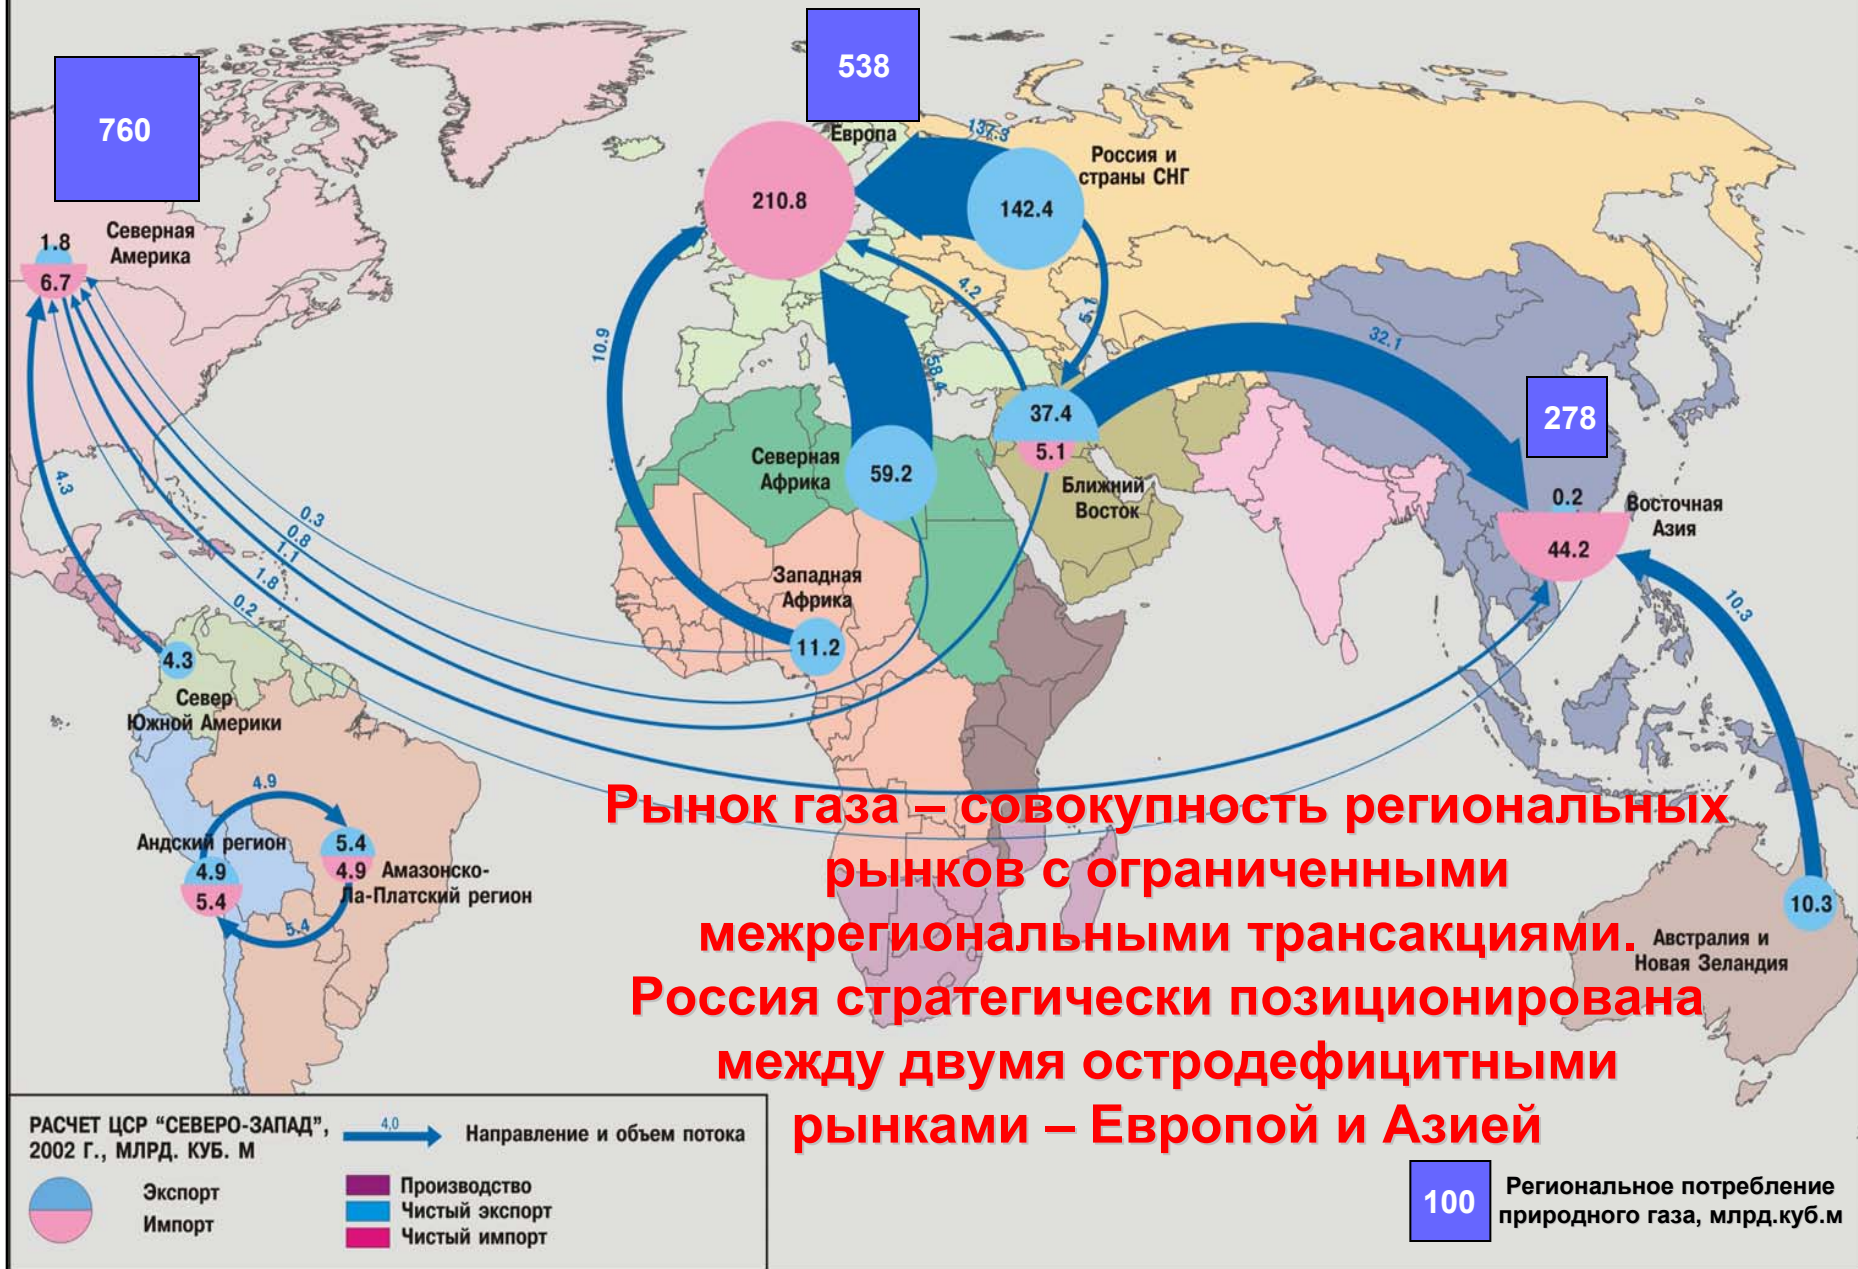 760
538
Европа
137.3
Россия и
страны СНГ
210.8
142.4
Северная
Америка
1.8
6.7
4.2
5.1
10.9
32.1
58.4
37.4
5.1
278
4.3
Северная
Африка
59.2
Ближний
Восток
0.2
Восточная
Азия
44.2
0.3
0.8
1.1
1.8
0.2
Западная
Африка
11.2
10.3
4.3
Север
Южной Америки
4.9
Андский регион
4.9
5.4
5.4
4.9
Амазонско-
Ла-Платский регион
5.4
10.3
Австралия и
Новая Зеландия
Рынок газа – совокупность региональных
рынков с ограниченными
межрегиональными трансакциями.
Россия стратегически позиционирована
между двумя остродефицитными
рынками – Европой и Азией
РАСЧЕТ ЦСР “СЕВЕРО-ЗАПАД”,
2002 Г., МЛРД. КУБ. М
4,0
Направление и объем потока
Экспорт
Импорт
Производство
Чистый экспорт
Чистый импорт
100
Региональное потребление
природного газа, млрд.куб.м